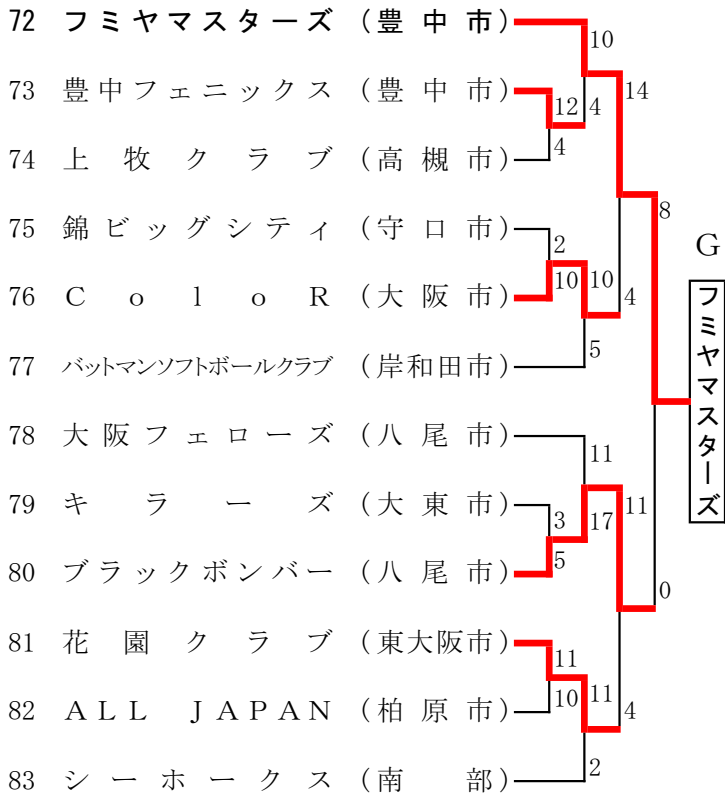 72 フミヤマスターズ (豊中市)
10
73 豊中フェニックス (豊中市)
12 4
14
74 上牧クラブ (高槻市)
4
8
75 錦ビッグシティ (守口市)
2
G
76 ColoR (大阪市)
10 10
4
フミヤマスターズ
77 バットマンソフトボールクラブ (岸和田市)
5
78 大阪フェローズ (八尾市)
11
79 キラーズ (大東市)
3 17
11
80 ブラックボンバー (八尾市)
5
0
81 花園クラブ (東大阪市)
11
82 ALL JAPAN (柏原市)
10 11
4
83 シーホークス (南部)
2